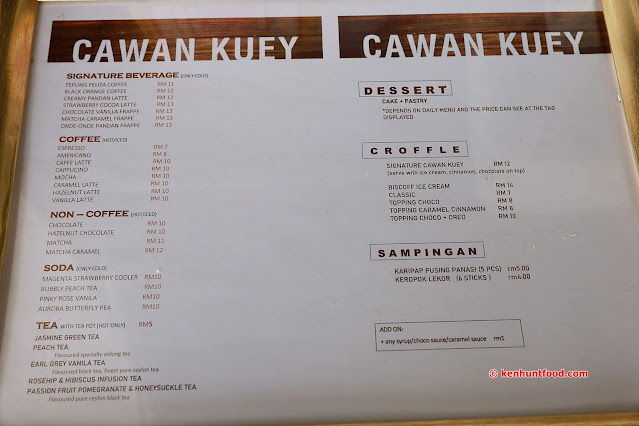 CAWAN KUEY
SIGNATURE BEVERAGE (ONLY COLD)
TEPUNG PELITA COFFEE RM 11
BLACK ORANGE COFFEE RM 12
CREAMY PANDAN LATTE RM 12
STRAWBERRY COCOA LATTE RM 13
CHOCOLATE VANILLA FRAPPE RM 13
MATCHA CARAMEL FRAPPE RM 13
ONDE-ONDE PANDAN FRAPPE RM 13
COFFEE (HOT/ICED)
ESPRESSO RM 7
AMERICANO RM 8
CAFFE LATTE RM 10
CAPPUCINO RM 10
MOCHA RM 10
CARAMEL LATTE RM 10
HAZELNUT LATTE RM 10
VANILLA LATTE RM 10
NON - COFFEE (HOT/ICED)
CHOCOLATE RM 10
HAZELNUT CHOCOLATE RM 10
MATCHA RM 11
MATCHA CARAMEL RM 12
SODA (ONLY COLD)
MAGENTA STRAWBERRY COOLER RM10
BUBBLY PEACH TEA RM10
PINKY ROSE VANILA RM10
AURORA BUTTERFLY PEA RM10
TEA WITH TEA POT (HOT ONLY) RM5
JASMINE GREEN TEA
PEACH TEA
- Flavoured specialty oolong tea
EARL GREY VANILA TEA
- Flavoured black tea, finest pure ceylon tea
ROSEHIP & HIBISCUS INFUSION TEA
PASSION FRUIT POMEGRANATE & HONEYSUCKLE TEA
- Flavoured pure ceylon black tea
CAWAN KUEY
DESSERT
CAKE + PASTRY
*DEPENDS ON DAILY MENU AND THE PRICE CAN SEE AT THE TAG
DISPLAYED
CROFFLE
SIGNATURE CAWAN KUEY RM 12
(serve with ice cream, cinnamon, chocolate on top)
BISCOFF ICE CREAM RM 14
CLASSIC RM 7
TOPPING CHOCO RM 8
TOPPING CARAMEL CINNAMON RM 8
TOPPING CHOCO + OREO RM 10
SAMPINGAN
KARIPAP PUSING PANAS! (5 PCS) rm5.00
KEROPOK LEKOR (6 STICKS ) rm4.00
ADD ON:
+ any syrup/choco sauce/caramel sauce rm1
© kenhuntfood.com